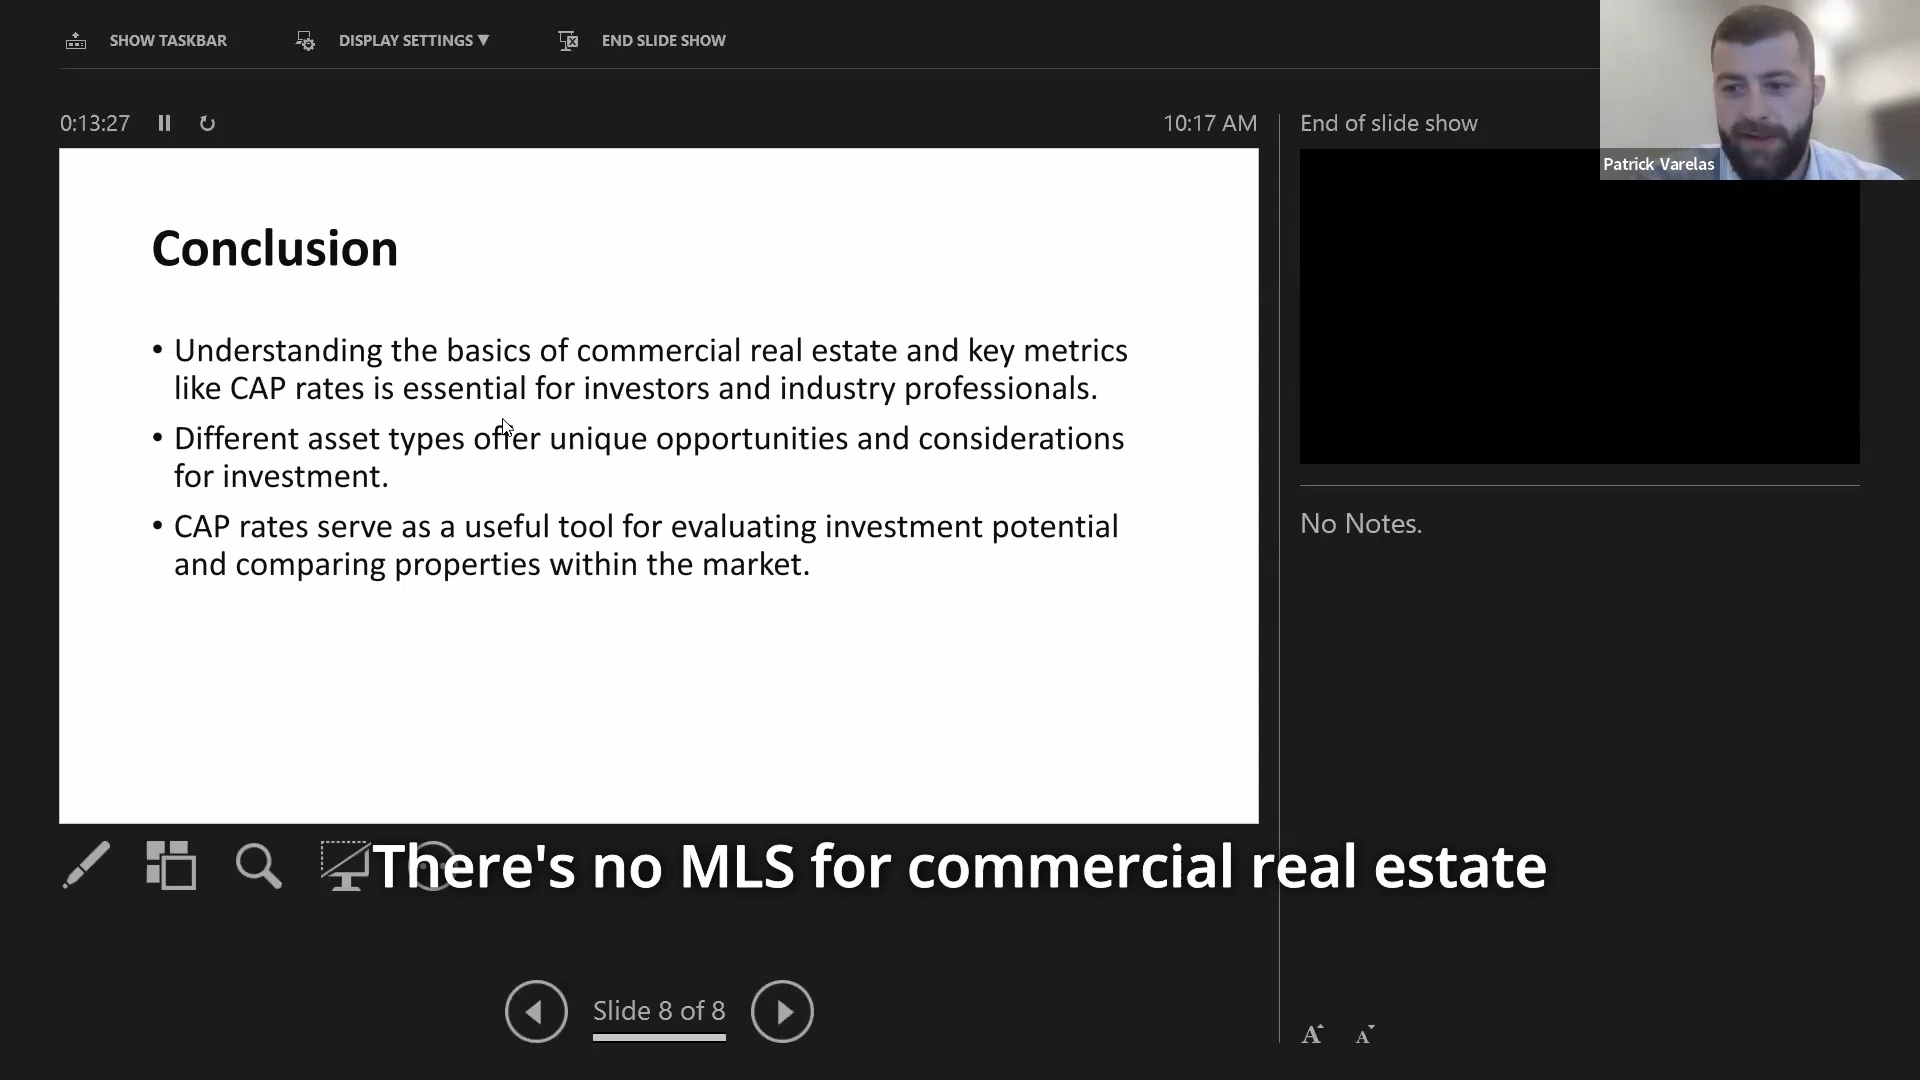 SHOW TASKBAR
DISPLAY SETTINGS ▼
END SLIDE SHOW
0:13:27
10:17 AM
End of slide show
Patrick Varelas
Conclusion
• Understanding the basics of commercial real estate and key metrics
like CAP rates is essential for investors and industry professionals.
• Different asset types offer unique opportunities and considerations
for investment.
• CAP rates serve as a useful tool for evaluating investment potential
and comparing properties within the market.
No Notes.
There's no MLS for commercial real estate
Slide 8 of 8
A A